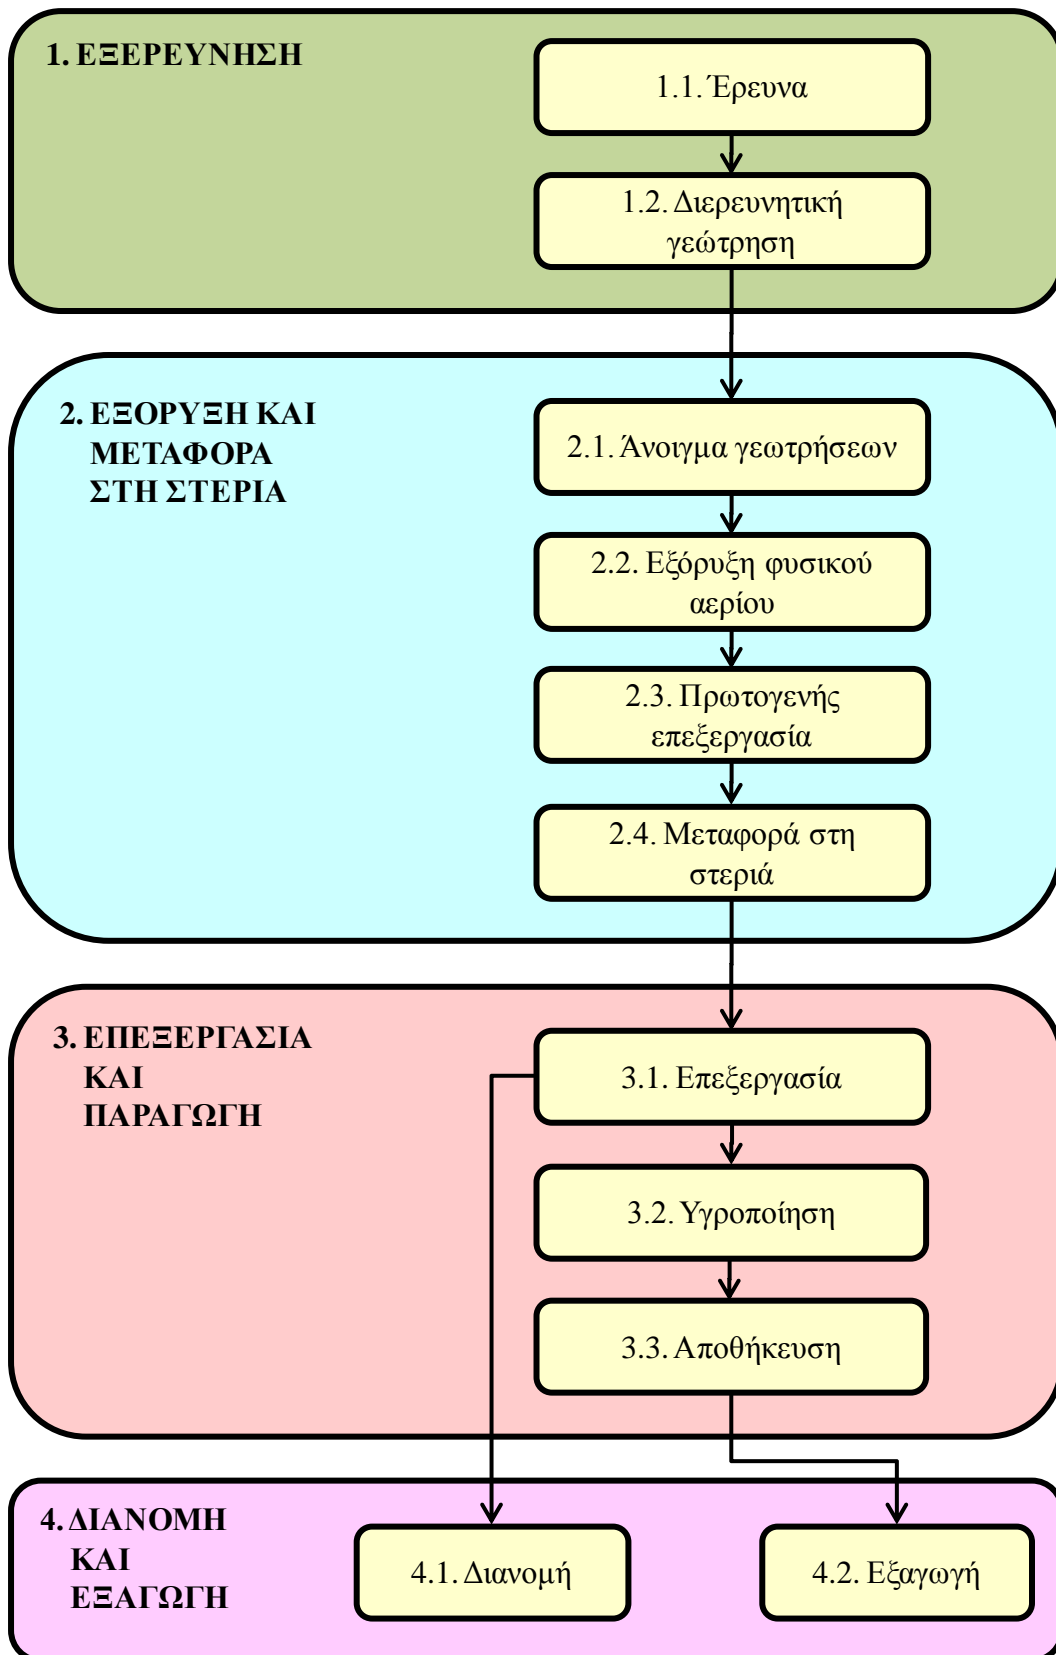 1. ΕΞΕΡΕΥΝΗΣΗ
1.1. Έρευνα
1.2. Διερευνητική
γεώτρηση
2. ΕΞΟΡΥΞΗ ΚΑΙ
ΜΕΤΑΦΟΡΑ
ΣΤΗ ΣΤΕΡΙΑ
2.1. Άνοιγμα γεωτρήσεων
2.2. Εξόρυξη φυσικού
αερίου
2.3. Πρωτογενής
επεξεργασία
2.4. Μεταφορά στη
στεριά
3. ΕΠΕΞΕΡΓΑΣΙΑ
ΚΑΙ
ΠΑΡΑΓΩΓΗ
3.1. Επεξεργασία
3.2. Υγροποίηση
3.3. Αποθήκευση
4. ΔΙΑΝΟΜΗ
ΚΑΙ
ΕΞΑΓΩΓΗ
4.1. Διανομή
4.2. Εξαγωγή